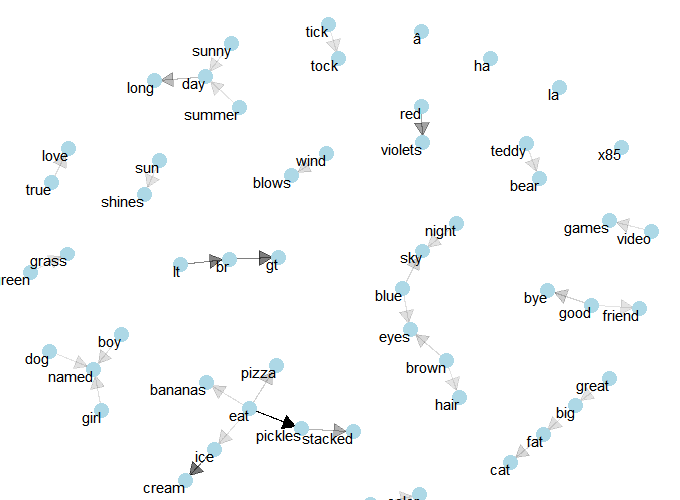 tick
â
sunny
tock
ha
long
day
la
summer
red
love
sun
wind
violets
teddy
x85
true
shines
blows
bear
night
games
video
grass
sky
lt
br
gt
reen
blue
bye
good
friend
boy
eyes
dog
named
pizza
brown
bananas
great
girl
eat
hair
big
pickles
stacked
fat
ice
cat
cream